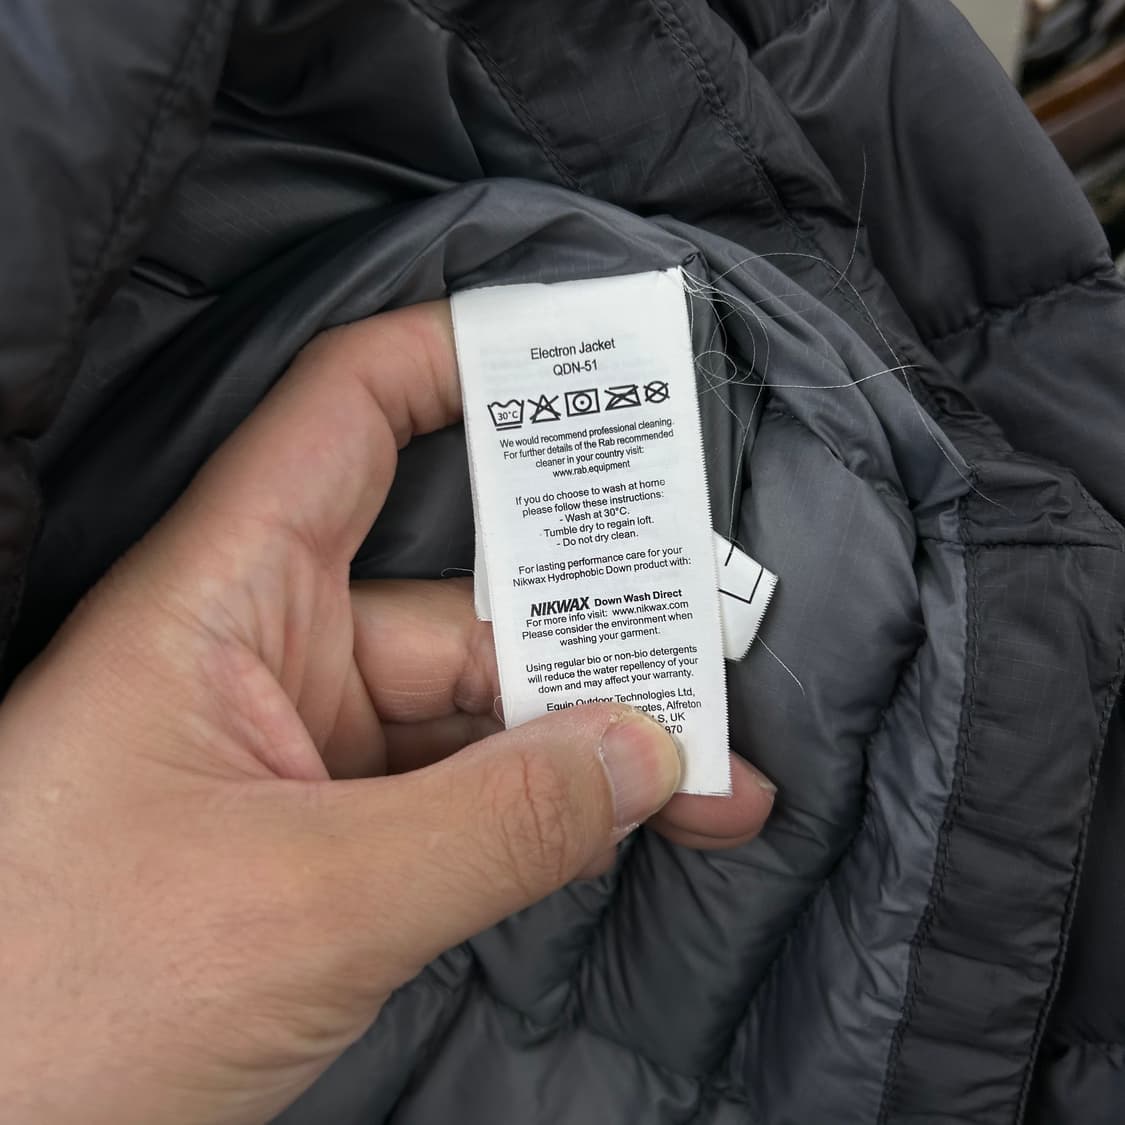 Electron Jacket
QDN-51
30°C
We would recommend professional cleaning.
For further details of the Rab recommended
cleaner in your country visit:
www.rab.equipment
If you do choose to wash at home
please follow these instructions:
- Wash at 30°C.
Tumble dry to regain loft.
- Do not dry clean.
For lasting performance care for your
Nikwax Hydrophobic Down product with:
NIKWAX Down Wash Direct
For more info visit: www.nikwax.com
Please consider the environment when
washing your garment.
Using regular bio or non-bio detergents
will reduce the water repellency of your
down and may affect your warranty.
Equip Outdoor Technologies Ltd,
Alfreton
UK